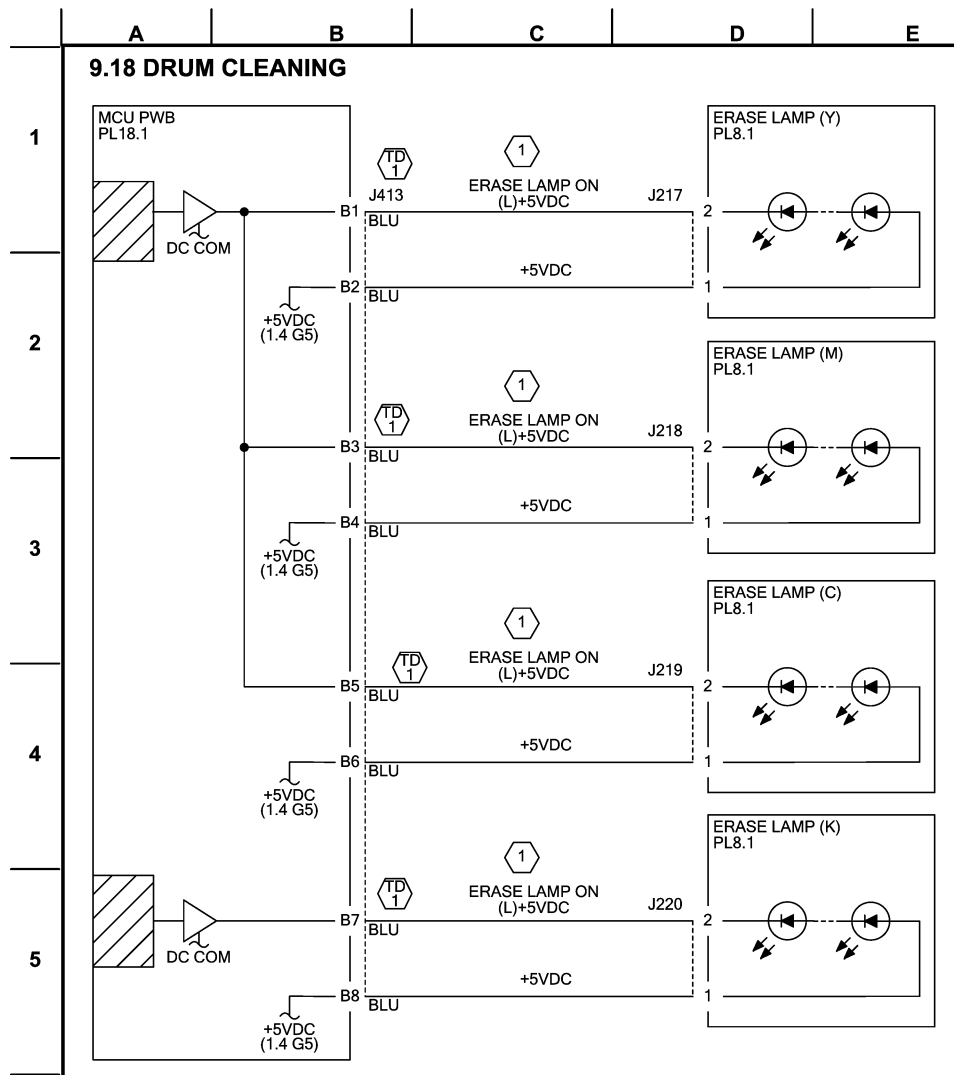 A B C D E
9.18 DRUM CLEANING
1
MCU PWB
PL18.1
DC COM
TD
1
J413
B1
BLU
1
ERASE LAMP ON
(L)+5VDC
J217
2
ERASE LAMP (Y)
PL8.1
+5VDC
(1.4 G5)
B2
BLU
+5VDC
1
2
TD
1
B3
BLU
1
ERASE LAMP ON
(L)+5VDC
J218
2
ERASE LAMP (M)
PL8.1
3
+5VDC
(1.4 G5)
B4
BLU
+5VDC
1
TD
1
B5
BLU
1
ERASE LAMP ON
(L)+5VDC
J219
2
ERASE LAMP (C)
PL8.1
4
+5VDC
(1.4 G5)
B6
BLU
+5VDC
1
5
DC COM
TD
1
B7
BLU
1
ERASE LAMP ON
(L)+5VDC
J220
2
ERASE LAMP (K)
PL8.1
+5VDC
(1.4 G5)
B8
BLU
+5VDC
1